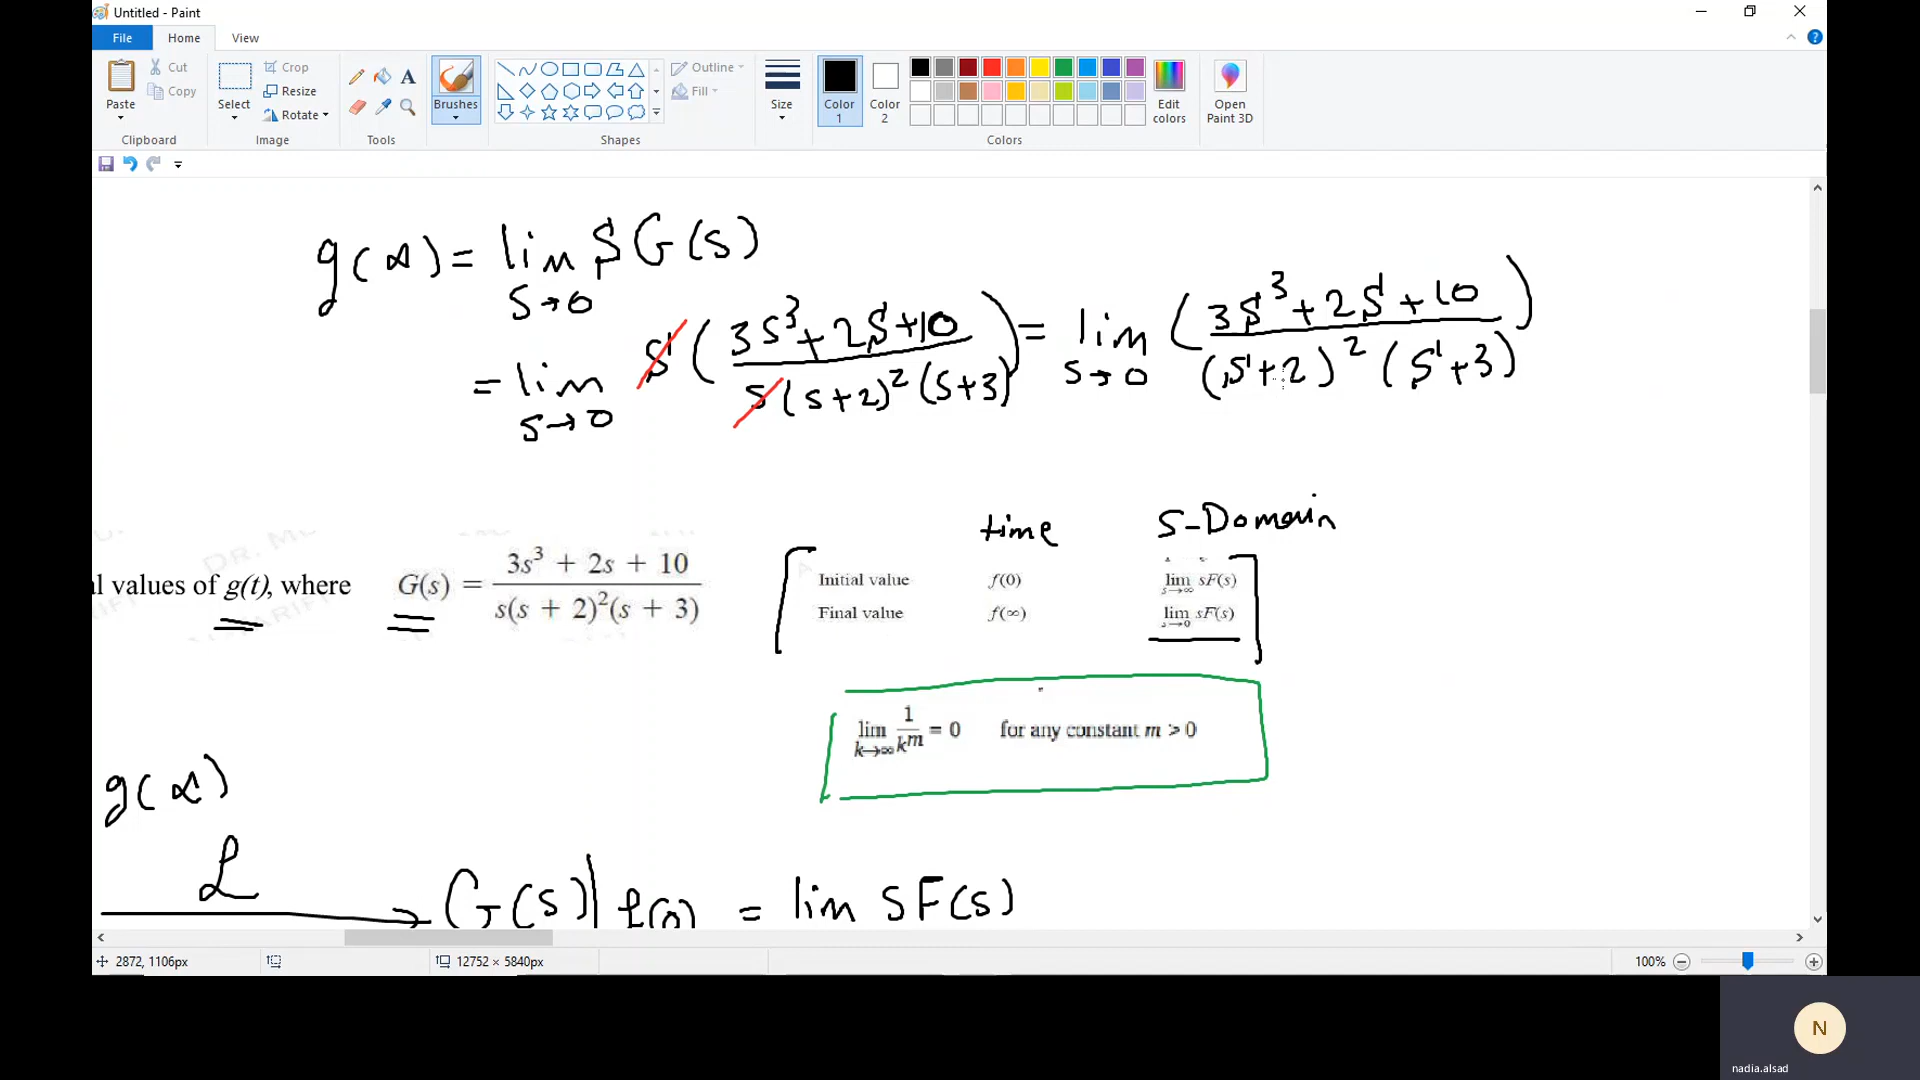 Untitled - Paint
File Home View
Paste
Cut
Copy
Clipboard
Select
Crop
Resize
Rotate
Image
A
Tools
Brushes
Outline
Fill
Shapes
Size
Color 1
Color 2
Edit colors
Open Paint 3D
Colors
g(∞) = lim SG(s)
s→0
= lim s→0 S (3s³+2s+10 / s(s+2)²(s+3)) = lim s→0 (3s³+2s+10 / (s+2)²(s+3))
time S-Domain
l values of g(t), where G(s) = 3s³ + 2s + 10 / s(s + 2)²(s + 3)
Initial value f(0) lim s→∞ sF(s)
Final value f(∞) lim s→0 sF(s)
lim k→∞ 1/k^m = 0 for any constant m > 0
g(∞)
ℒ
G(s) | f(0) = lim SF(s)
2872, 1106px
12752 × 5840px
100%
N
nadia.alsad